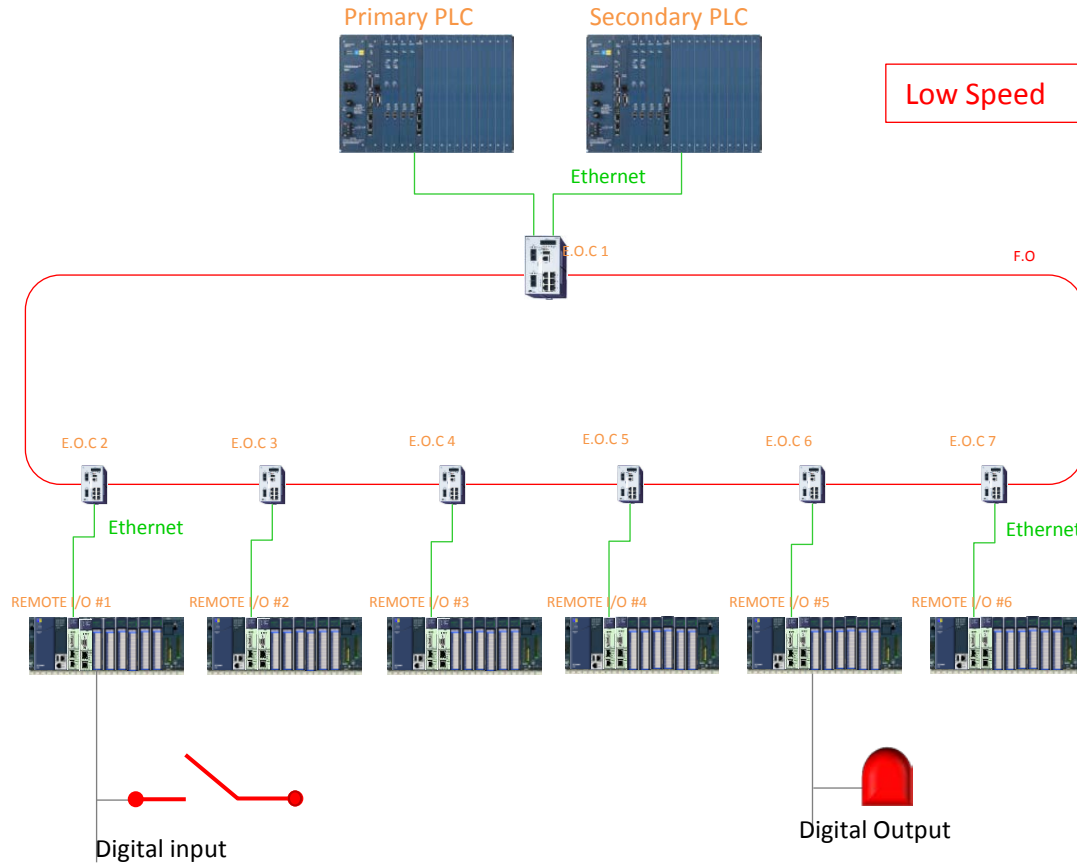 Primary PLC
Secondary PLC
Low Speed
Ethernet
E.O.C 1
F.O
E.O.C 2
E.O.C 3
E.O.C 4
E.O.C 5
E.O.C 6
E.O.C 7
Ethernet
Ethernet
REMOTE I/O #1
REMOTE I/O #2
REMOTE I/O #3
REMOTE I/O #4
REMOTE I/O #5
REMOTE I/O #6
Digital input
Digital Output